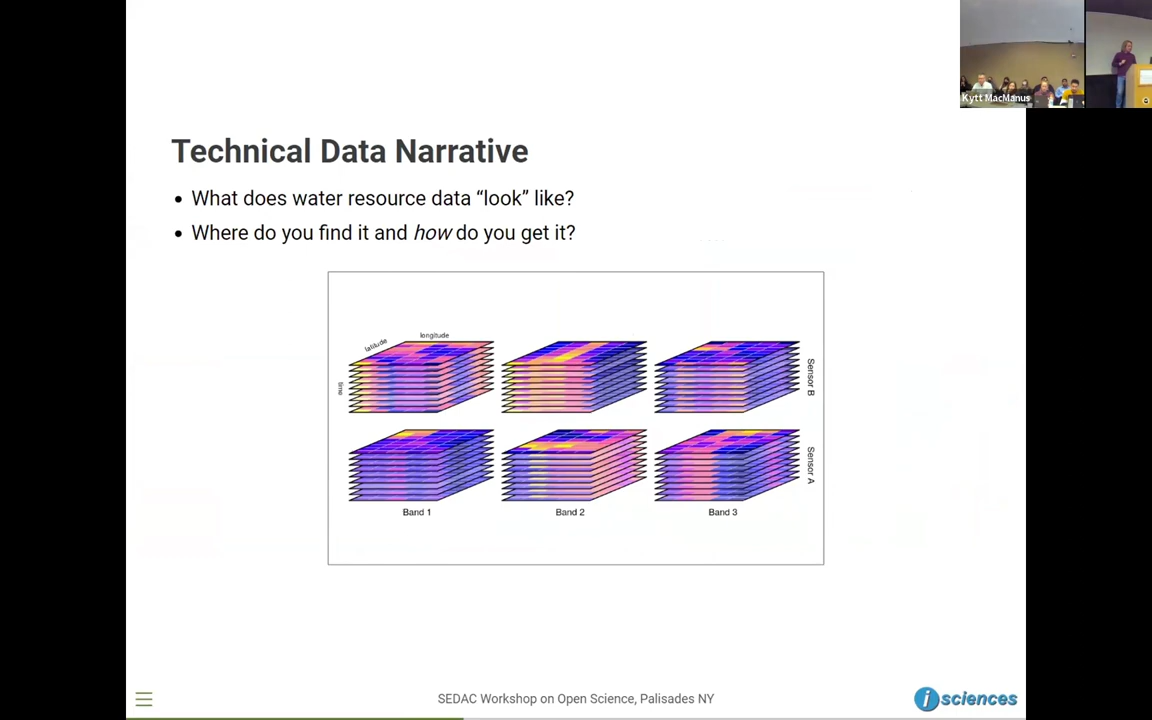 Kytt MacManus
Technical Data Narrative
What does water resource data “look” like?
Where do you find it and how do you get it?
longitude
latitude
time
Sensor B
Sensor A
Band 1
Band 2
Band 3
SEDAC Workshop on Open Science, Palisades NY
isciences